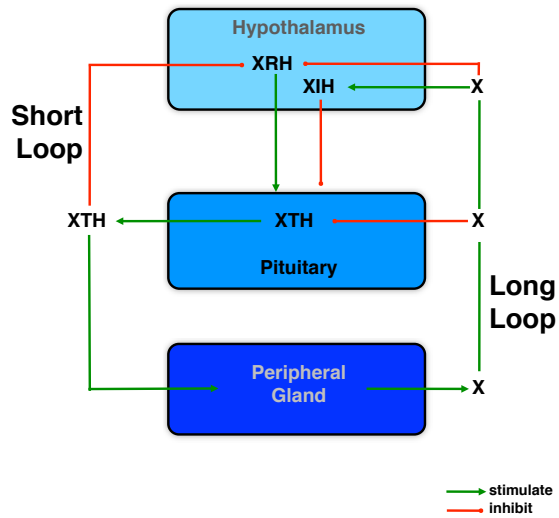 Hypothalamus
XRH
XIH
X
Short
Loop
XTH
XTH
X
Pituitary
Long
Loop
Peripheral
Gland
X
stimulate
inhibit